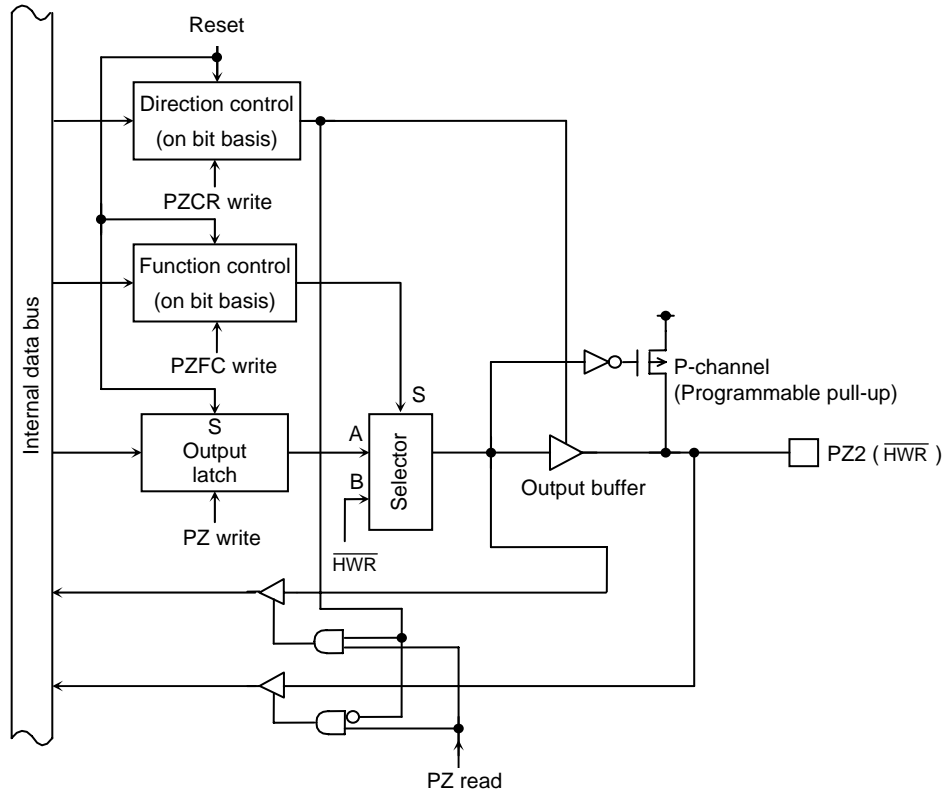 Reset
Direction control
(on bit basis)
PZCR write
Function control
(on bit basis)
PZFC write
Internal data bus
P-channel
(Programmable pull-up)
S
S
Output
latch
A
B
Selector
Output buffer
PZ2 (HWR)
PZ write
HWR
PZ read